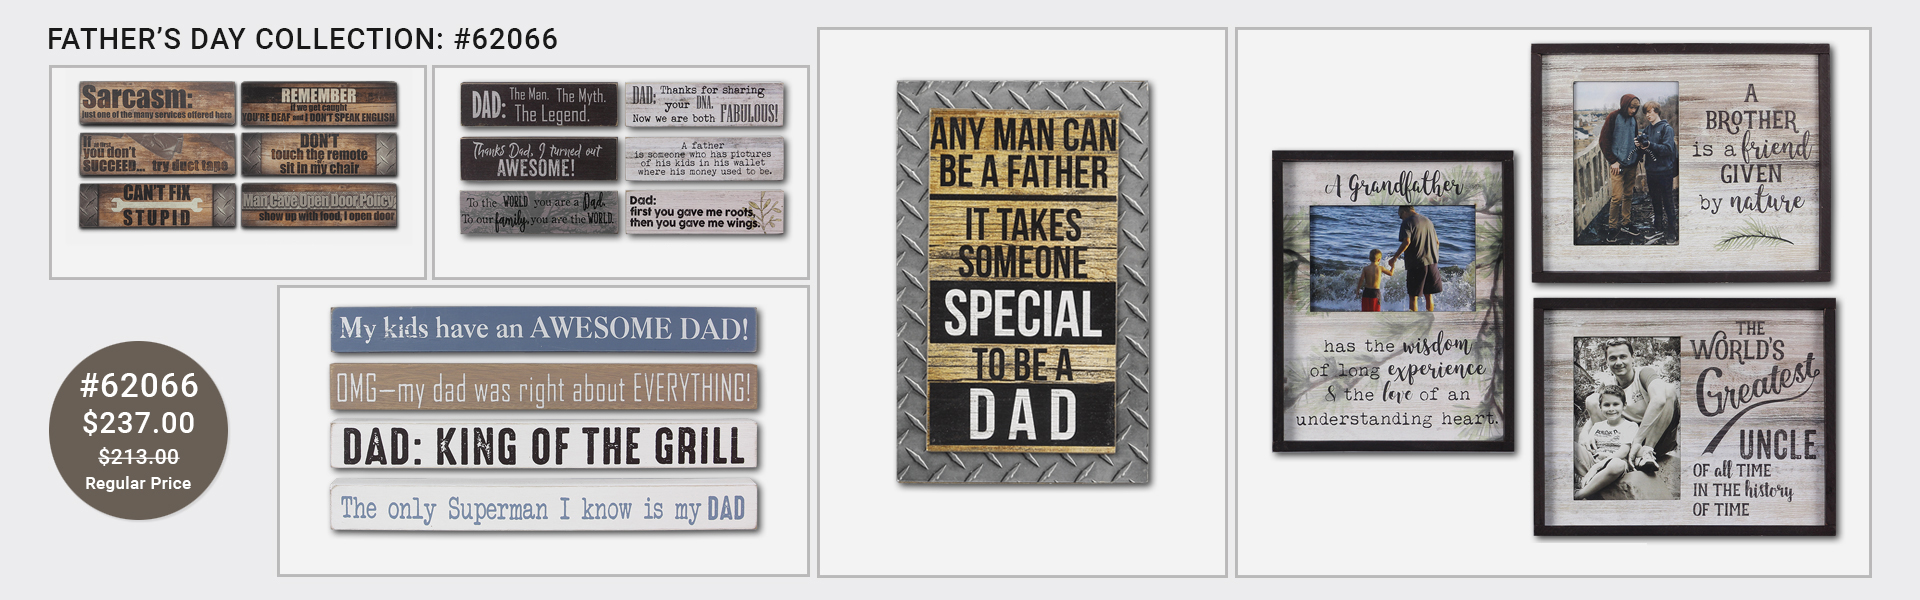 FATHER'S DAY COLLECTION: #62066
Sarcasm:
just one of the many services offered here
REMEMBER
if we get caught
YOU'RE DEAF and I DON'T SPEAK ENGLISH
If at first
you don't
SUCCEED... try duct tape
DON'T
touch the remote
sit in my chair
CAN'T FIX
STUPID
Man Cave Open Door Policy,
show up with food, I open door
DAD: The Man. The Myth.
The Legend.
DAD: Thanks for sharing
your DNA.
Now we are both FABULOUS!
Thanks Dad, I turned out
AWESOME!
A father
is someone who has pictures
of his kids in his wallet
where his money used to be.
To the WORLD you are a Dad.
To our family, you are the WORLD.
Dad:
first you gave me roots,
then you gave me wings.
#62066
$237.00
$213.00
Regular Price
My kids have an AWESOME DAD!
OMG—my dad was right about EVERYTHING!
DAD: KING OF THE GRILL
The only Superman I know is my DAD
ANY MAN CAN
BE A FATHER
IT TAKES
SOMEONE
SPECIAL
TO BE A
DAD
A Grandfather
has the wisdom
of long experience
& the love of an
understanding heart.
A
BROTHER
is a friend
GIVEN
by nature
THE
WORLD'S
Greatest
UNCLE
OF all TIME
IN THE history
OF TIME